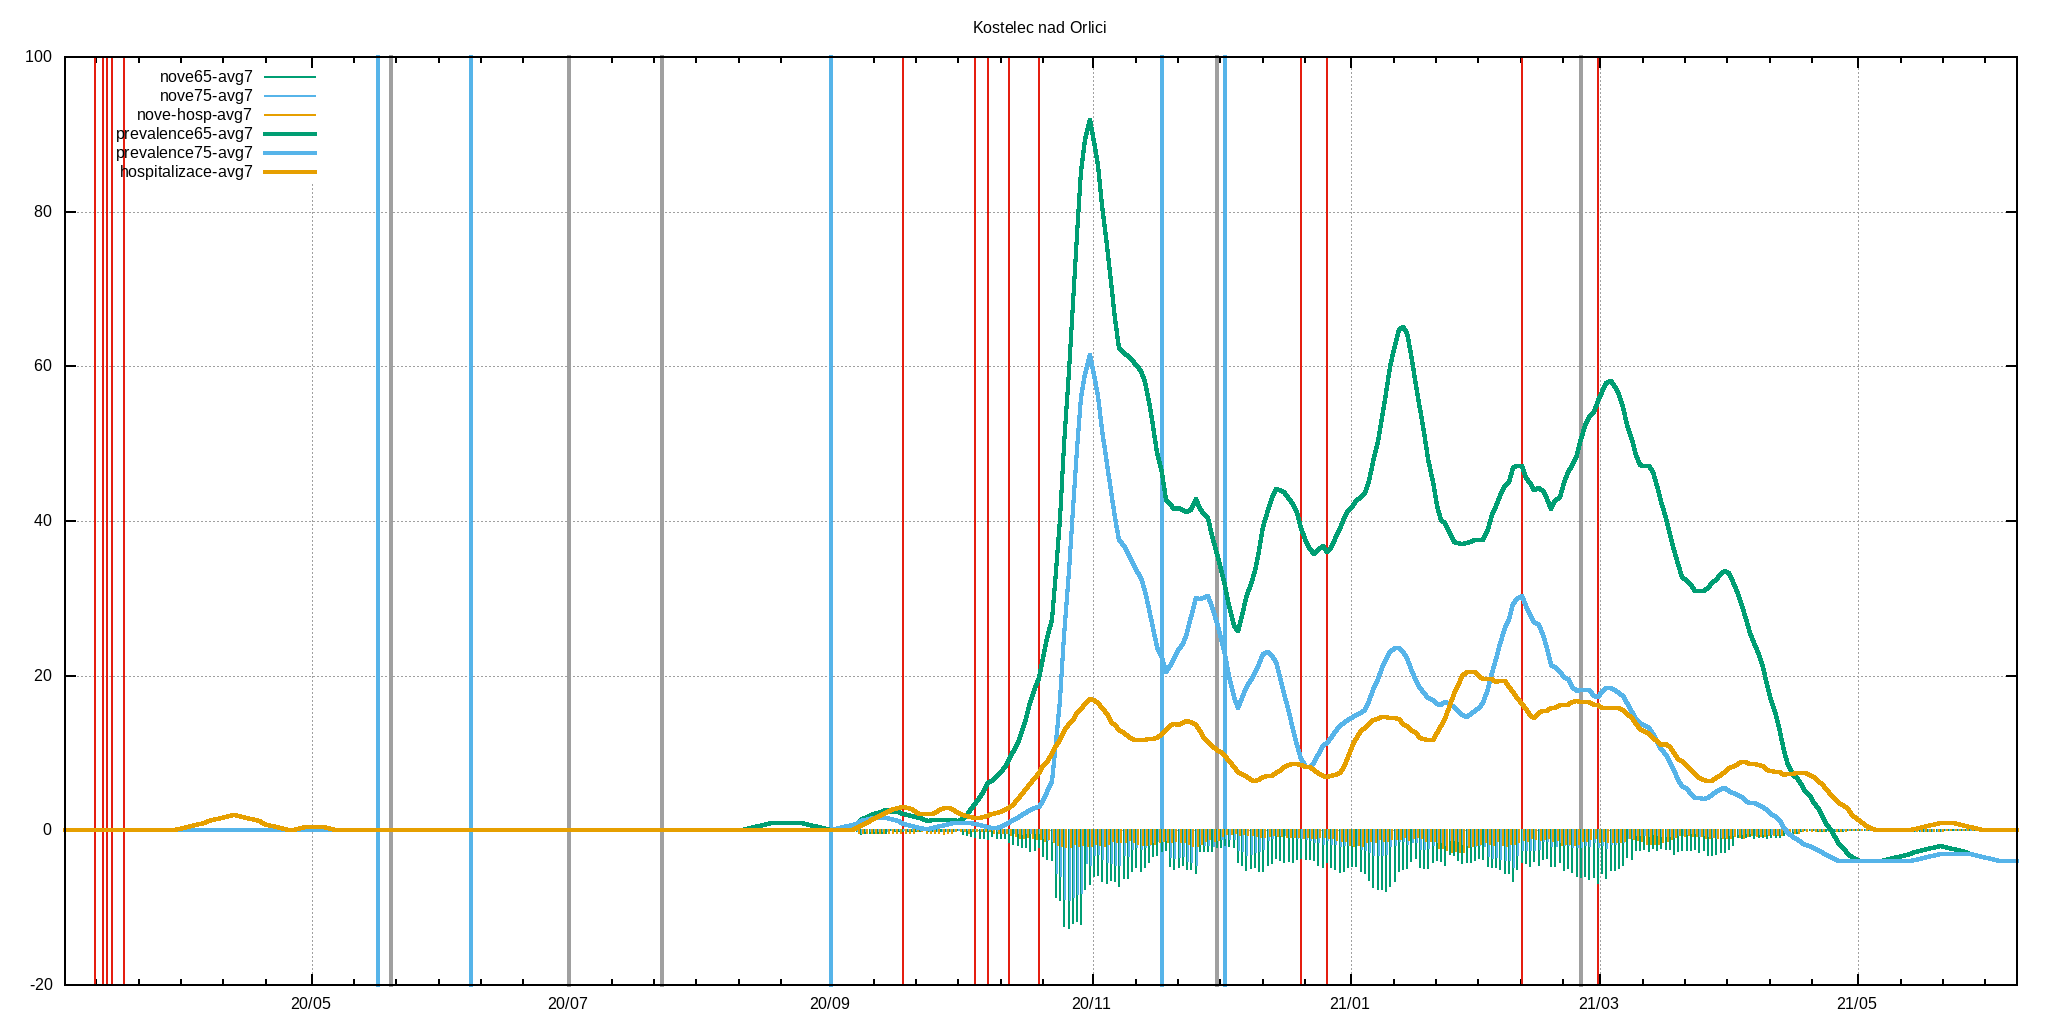 Kostelec nad Orlici
100
nove65-avg7
nove75-avg7
nove-hosp-avg7
prevalence65-avg7
prevalence75-avg7
hospitalizace-avg7
80
60
40
20
0
-20
20/05 20/07 20/09 20/11 21/01 21/03 21/05